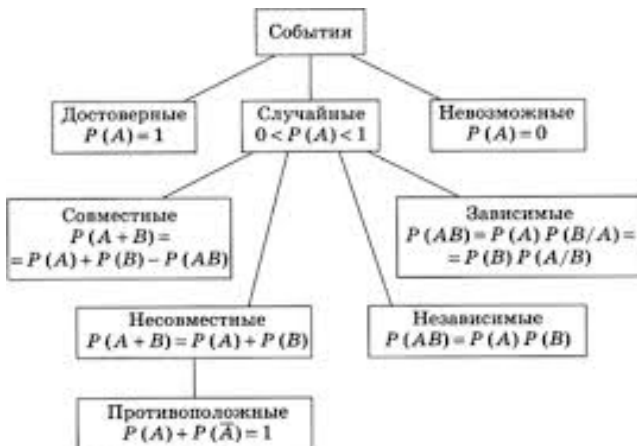 События
Достоверные
P(A)=1
Случайные
0<P(A)<1
Невозможные
P(A)=0
Совместные
P(A+B)=
=P(A)+P(B)−P(AB)
Зависимые
P(AB)=P(A)P(B/A)=
=P(B)P(A/B)
Несовместные
P(A+B)=P(A)+P(B)
Независимые
P(AB)=P(A)P(B)
Противоположные
P(A)+P(A̅)=1